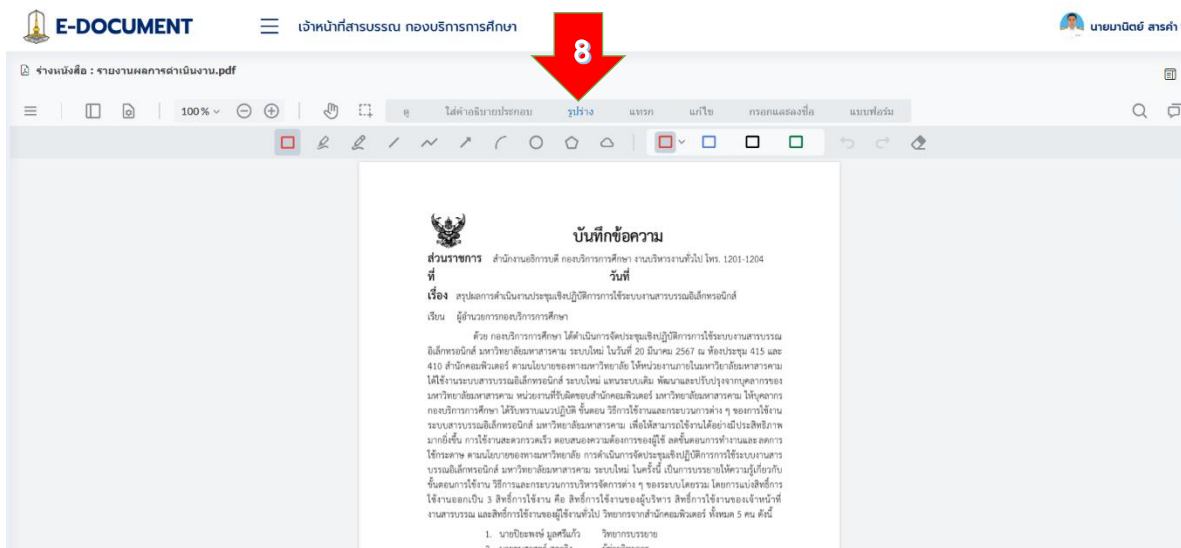 E-DOCUMENT เจ้าหน้าที่สารบรรณ กองบริการการศึกษา นายมานิตย์ สารคำ
8
ร่างหนังสือ : รายงานผลการดำเนินงาน.pdf
100 % ดู ใส่คำอธิบายประกอบ รูปร่าง แทรก แก้ไข กรอกและลงชื่อ แบบฟอร์ม
บันทึกข้อความ
ส่วนราชการ สำนักงานอธิการบดี กองบริการการศึกษา งานบริหารงานทั่วไป โทร. 1201-1204
ที่ วันที่
เรื่อง สรุปผลการดำเนินงานประชุมเชิงปฏิบัติการการใช้ระบบงานสารบรรณอิเล็กทรอนิกส์
เรียน ผู้อำนวยการกองบริการการศึกษา
ด้วย กองบริการการศึกษา ได้ดำเนินการจัดประชุมเชิงปฏิบัติการการใช้ระบบงานสารบรรณ
อิเล็กทรอนิกส์ มหาวิทยาลัยมหาสารคาม ระบบใหม่ ในวันที่ 20 มีนาคม 2567 ณ ห้องประชุม 415 และ
410 สำนักคอมพิวเตอร์ ตามนโยบายของทางมหาวิทยาลัย ให้หน่วยงานภายในมหาวิทยาลัยมหาสารคาม
ได้ใช้งานระบบสารบรรณอิเล็กทรอนิกส์ ระบบใหม่ แทนระบบเดิม พัฒนาและปรับปรุงจากบุคลากรของ
มหาวิทยาลัยมหาสารคาม หน่วยงานที่รับผิดชอบสำนักคอมพิวเตอร์ มหาวิทยาลัยมหาสารคาม ให้บุคลากร
กองบริการการศึกษา ได้รับทราบแนวปฏิบัติ ขั้นตอน วิธีการใช้งานและกระบวนการต่าง ๆ ของการใช้งาน
ระบบสารบรรณอิเล็กทรอนิกส์ มหาวิทยาลัยมหาสารคาม เพื่อให้สามารถใช้งานได้อย่างมีประสิทธิภาพ
มากยิ่งขึ้น การใช้งานสะดวกรวดเร็ว ตอบสนองความต้องการของผู้ใช้ ลดขั้นตอนการทำงานและลดการ
ใช้กระดาษ ตามนโยบายของทางมหาวิทยาลัย การดำเนินการจัดประชุมเชิงปฏิบัติการการใช้ระบบงานสาร
บรรณอิเล็กทรอนิกส์ มหาวิทยาลัยมหาสารคาม ระบบใหม่ ในครั้งนี้ เป็นการบรรยายให้ความรู้เกี่ยวกับ
ขั้นตอนการใช้งาน วิธีการและกระบวนการบริหารจัดการต่าง ๆ ของระบบโดยรวม โดยการแบ่งสิทธิ์การ
ใช้งานออกเป็น 3 สิทธิ์การใช้งาน คือ สิทธิ์การใช้งานของผู้บริหาร สิทธิ์การใช้งานของเจ้าหน้าที่
งานสารบรรณ และสิทธิ์การใช้งานของผู้ใช้งานทั่วไป วิทยากรจากสำนักคอมพิวเตอร์ ทั้งหมด 5 คน ดังนี้
1. นายปิยะพงษ์ มูลศรีแก้ว วิทยากรบรรยาย